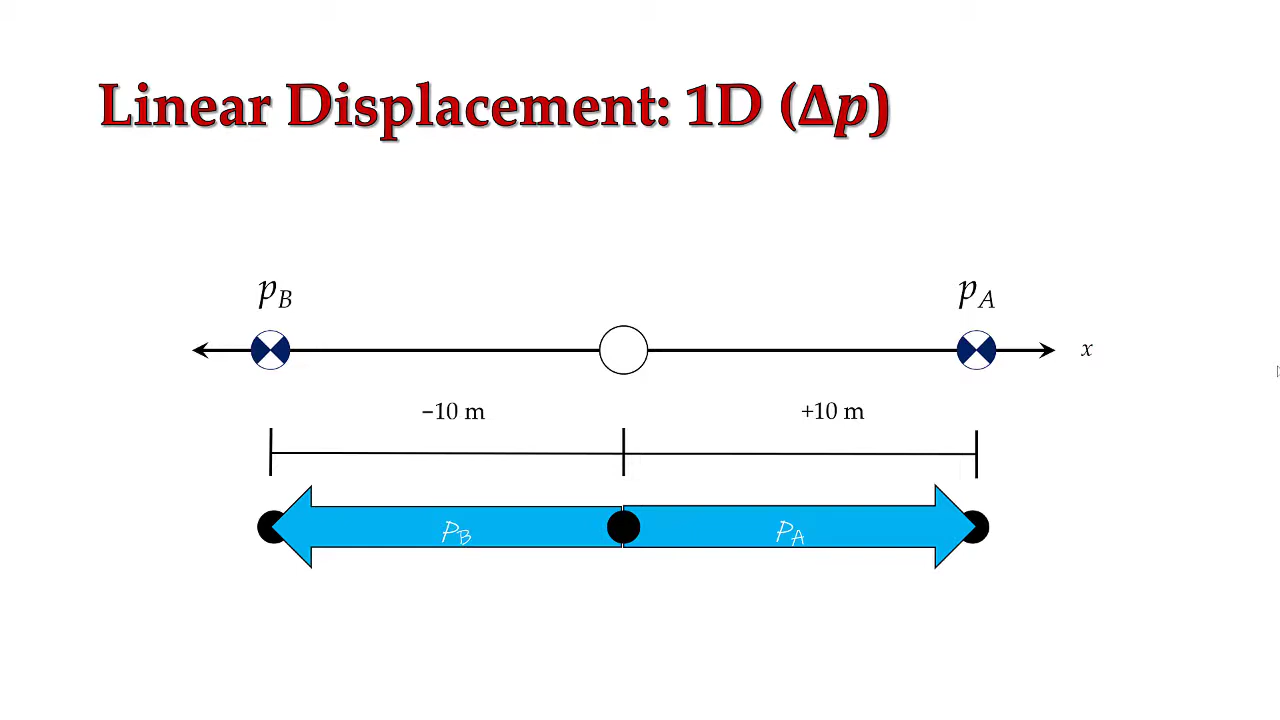 Linear Displacement: 1D (Δp)
p_B p_A
x
−10 m +10 m
p_B p_A